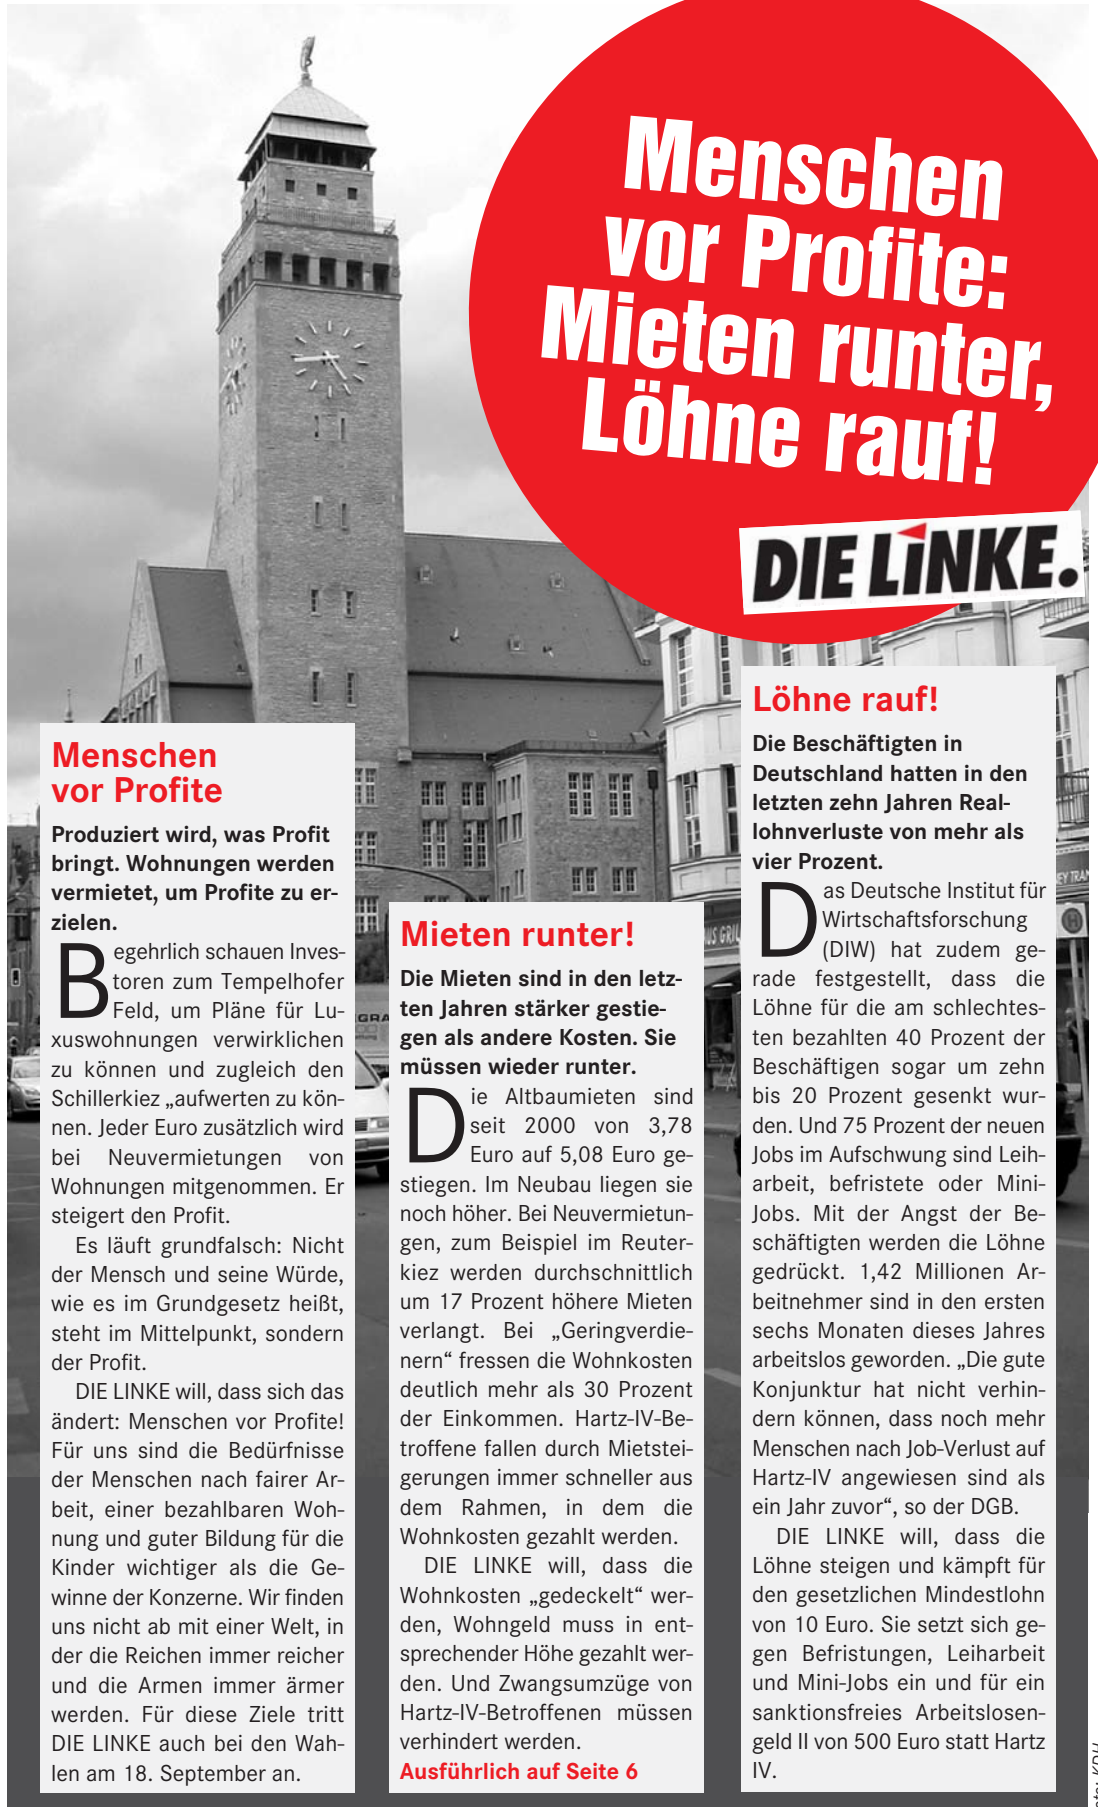 Menschen
vor Profite:
Mieten runter,
Löhne rauf!
DIE LINKE.
Menschen
vor Profite
Produziert wird, was Profit
bringt. Wohnungen werden
vermietet, um Profite zu er-
zielen.
Begehrlich schauen Inves-
toren zum Tempelhofer
Feld, um Pläne für Lu-
xuswohnungen verwirklichen
zu können und zugleich den
Schillerkiez „aufwerten zu kön-
nen. Jeder Euro zusätzlich wird
bei Neuvermietungen von
Wohnungen mitgenommen. Er
steigert den Profit.
Es läuft grundfalsch: Nicht
der Mensch und seine Würde,
wie es im Grundgesetz heißt,
steht im Mittelpunkt, sondern
der Profit.
DIE LINKE will, dass sich das
ändert: Menschen vor Profite!
Für uns sind die Bedürfnisse
der Menschen nach fairer Ar-
beit, einer bezahlbaren Woh-
nung und guter Bildung für die
Kinder wichtiger als die Ge-
winne der Konzerne. Wir finden
uns nicht ab mit einer Welt, in
der die Reichen immer reicher
und die Armen immer ärmer
werden. Für diese Ziele tritt
DIE LINKE auch bei den Wah-
len am 18. September an.
Mieten runter!
Die Mieten sind in den letz-
ten Jahren stärker gestie-
gen als andere Kosten. Sie
müssen wieder runter.
Die Altbaumieten sind
seit 2000 von 3,78
Euro auf 5,08 Euro ge-
stiegen. Im Neubau liegen sie
noch höher. Bei Neuvermietun-
gen, zum Beispiel im Reuter-
kiez werden durchschnittlich
um 17 Prozent höhere Mieten
verlangt. Bei „Geringverdie-
nern“ fressen die Wohnkosten
deutlich mehr als 30 Prozent
der Einkommen. Hartz-IV-Be-
troffene fallen durch Mietstei-
gerungen immer schneller aus
dem Rahmen, in dem die
Wohnkosten gezahlt werden.
DIE LINKE will, dass die
Wohnkosten „gedeckelt“ wer-
den, Wohngeld muss in ent-
sprechender Höhe gezahlt wer-
den. Und Zwangsumzüge von
Hartz-IV-Betroffenen müssen
verhindert werden.
Ausführlich auf Seite 6
Löhne rauf!
Die Beschäftigten in
Deutschland hatten in den
letzten zehn Jahren Real-
lohnverluste von mehr als
vier Prozent.
Das Deutsche Institut für
Wirtschaftsforschung
(DIW) hat zudem ge-
rade festgestellt, dass die
Löhne für die am schlechtes-
ten bezahlten 40 Prozent der
Beschäftigen sogar um zehn
bis 20 Prozent gesenkt wur-
den. Und 75 Prozent der neuen
Jobs im Aufschwung sind Leih-
arbeit, befristete oder Mini-
Jobs. Mit der Angst der Be-
schäftigten werden die Löhne
gedrückt. 1,42 Millionen Ar-
beitnehmer sind in den ersten
sechs Monaten dieses Jahres
arbeitslos geworden. „Die gute
Konjunktur hat nicht verhin-
dern können, dass noch mehr
Menschen nach Job-Verlust auf
Hartz-IV angewiesen sind als
ein Jahr zuvor“, so der DGB.
DIE LINKE will, dass die
Löhne steigen und kämpft für
den gesetzlichen Mindestlohn
von 10 Euro. Sie setzt sich ge-
gen Befristungen, Leiharbeit
und Mini-Jobs ein und für ein
sanktionsfreies Arbeitslosen-
geld II von 500 Euro statt Hartz
IV.